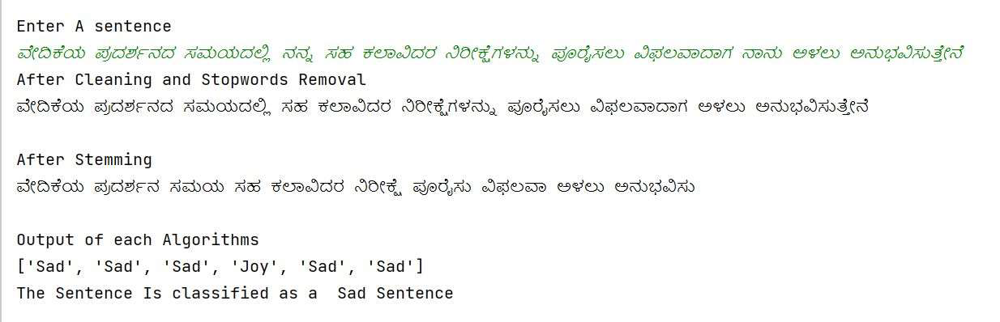 Enter A sentence
ವೇದಿಕೆಯ ಪ್ರದರ್ಶನದ ಸಮಯದಲ್ಲಿ ನನ್ನ ಸಹ ಕಲಾವಿದರ ನಿರೀಕ್ಷೆಗಳನ್ನು ಪೂರೈಸಲು ವಿಫಲವಾದಾಗ ನಾನು ಅಳಲು ಅನುಭವಿಸುತ್ತೇನೆ
After Cleaning and Stopwords Removal
ವೇದಿಕೆಯ ಪ್ರದರ್ಶನದ ಸಮಯದಲ್ಲಿ ಸಹ ಕಲಾವಿದರ ನಿರೀಕ್ಷೆಗಳನ್ನು ಪೂರೈಸಲು ವಿಫಲವಾದಾಗ ಅಳಲು ಅನುಭವಿಸುತ್ತೇನೆ
After Stemming
ವೇದಿಕೆಯ ಪ್ರದರ್ಶನ ಸಮಯ ಸಹ ಕಲಾವಿದರ ನಿರೀಕ್ಷೆ ಪೂರೈಸು ವಿಫಲವಾ ಅಳಲು ಅನುಭವಿಸು
Output of each Algorithms
['Sad', 'Sad', 'Sad', 'Joy', 'Sad', 'Sad']
The Sentence Is classified as a  Sad Sentence